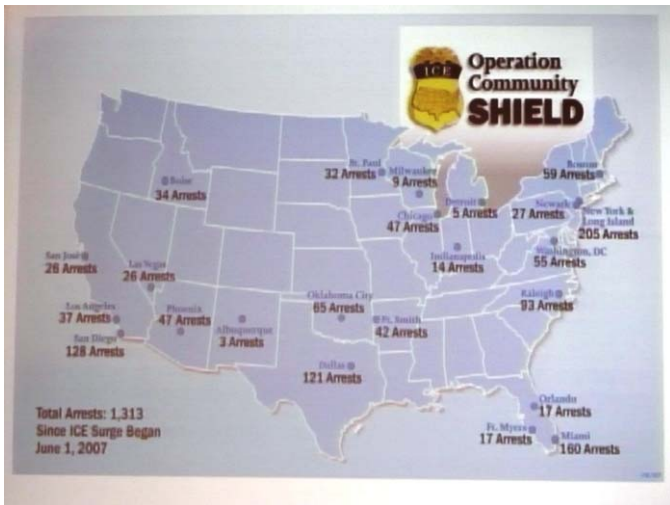 ICE
Operation
Community
SHIELD
Boise
34 Arrests
St. Paul
32 Arrests
Milwaukee
9 Arrests
Chicago
47 Arrests
Detroit
5 Arrests
Boston
59 Arrests
Newark
27 Arrests
New York &
Long Island
205 Arrests
Washington, DC
55 Arrests
Indianapolis
14 Arrests
San José
26 Arrests
Las Vegas
26 Arrests
Los Angeles
37 Arrests
San Diego
128 Arrests
Phoenix
47 Arrests
Albuquerque
3 Arrests
Oklahoma City
65 Arrests
Ft. Smith
42 Arrests
Raleigh
93 Arrests
Dallas
121 Arrests
Orlando
17 Arrests
Ft. Myers
17 Arrests
Miami
160 Arrests
Total Arrests: 1,313
Since ICE Surge Began
June 1, 2007